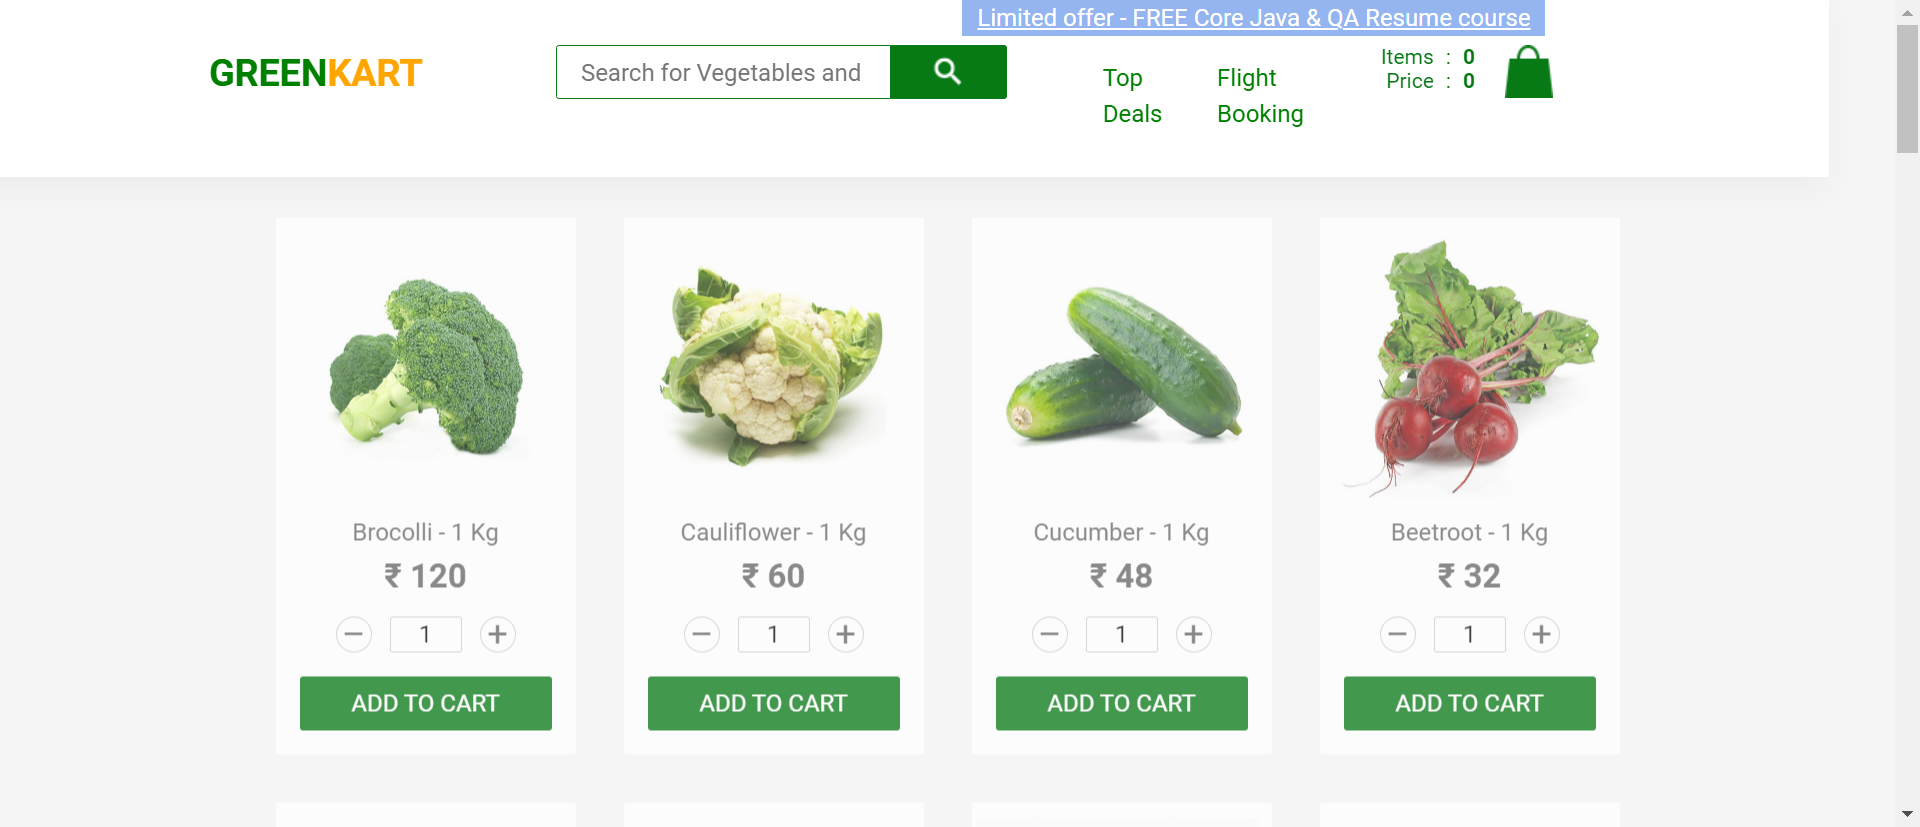 Limited offer - FREE Core Java & QA Resume course
GREENKART
Search for Vegetables and
Top
Deals
Flight
Booking
Items : 0
Price : 0
Brocolli - 1 Kg
₹ 120
1
ADD TO CART
Cauliflower - 1 Kg
₹ 60
1
ADD TO CART
Cucumber - 1 Kg
₹ 48
1
ADD TO CART
Beetroot - 1 Kg
₹ 32
1
ADD TO CART